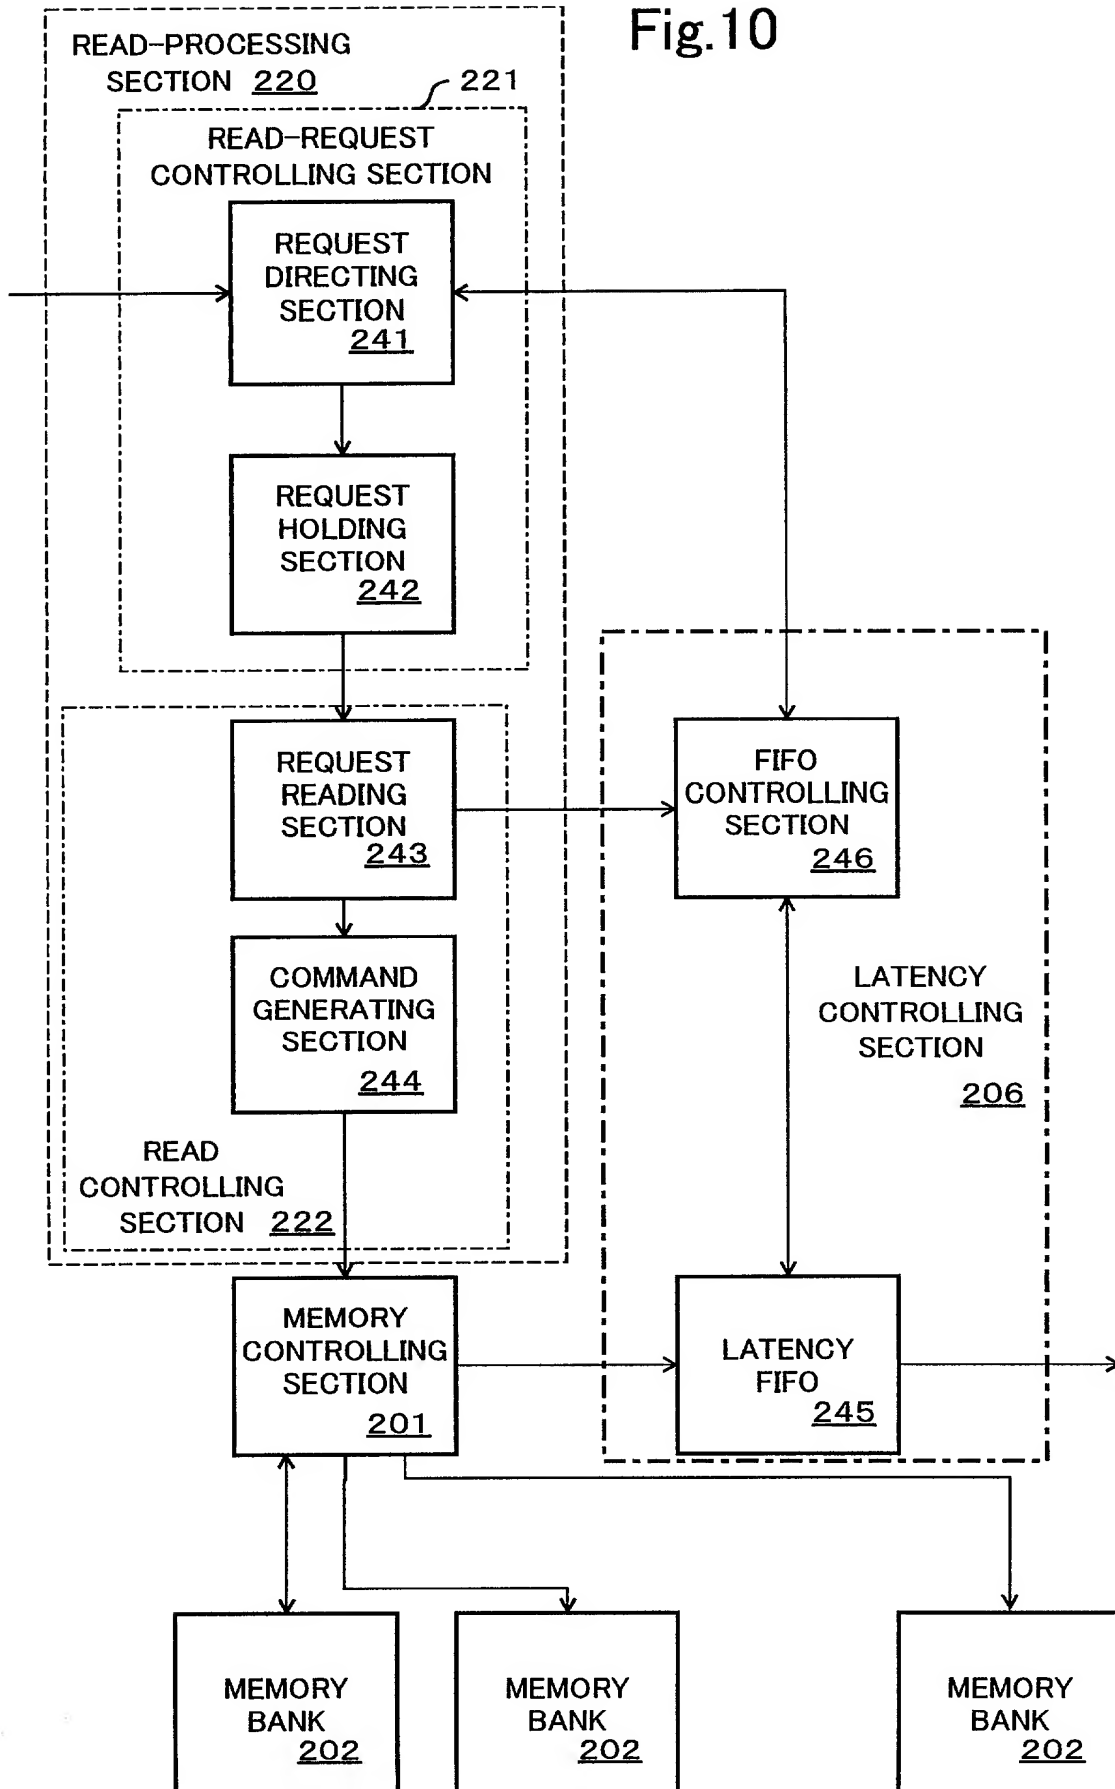 Fig.10
READ-PROCESSING
SECTION 220
221
READ-REQUEST
CONTROLLING SECTION
REQUEST
DIRECTING
SECTION
241
REQUEST
HOLDING
SECTION
242
REQUEST
READING
SECTION
243
FIFO
CONTROLLING
SECTION
246
COMMAND
GENERATING
SECTION
244
LATENCY
CONTROLLING
SECTION
206
READ
CONTROLLING
SECTION 222
MEMORY
CONTROLLING
SECTION
201
LATENCY
FIFO
245
MEMORY
BANK
202
MEMORY
BANK
202
MEMORY
BANK
202